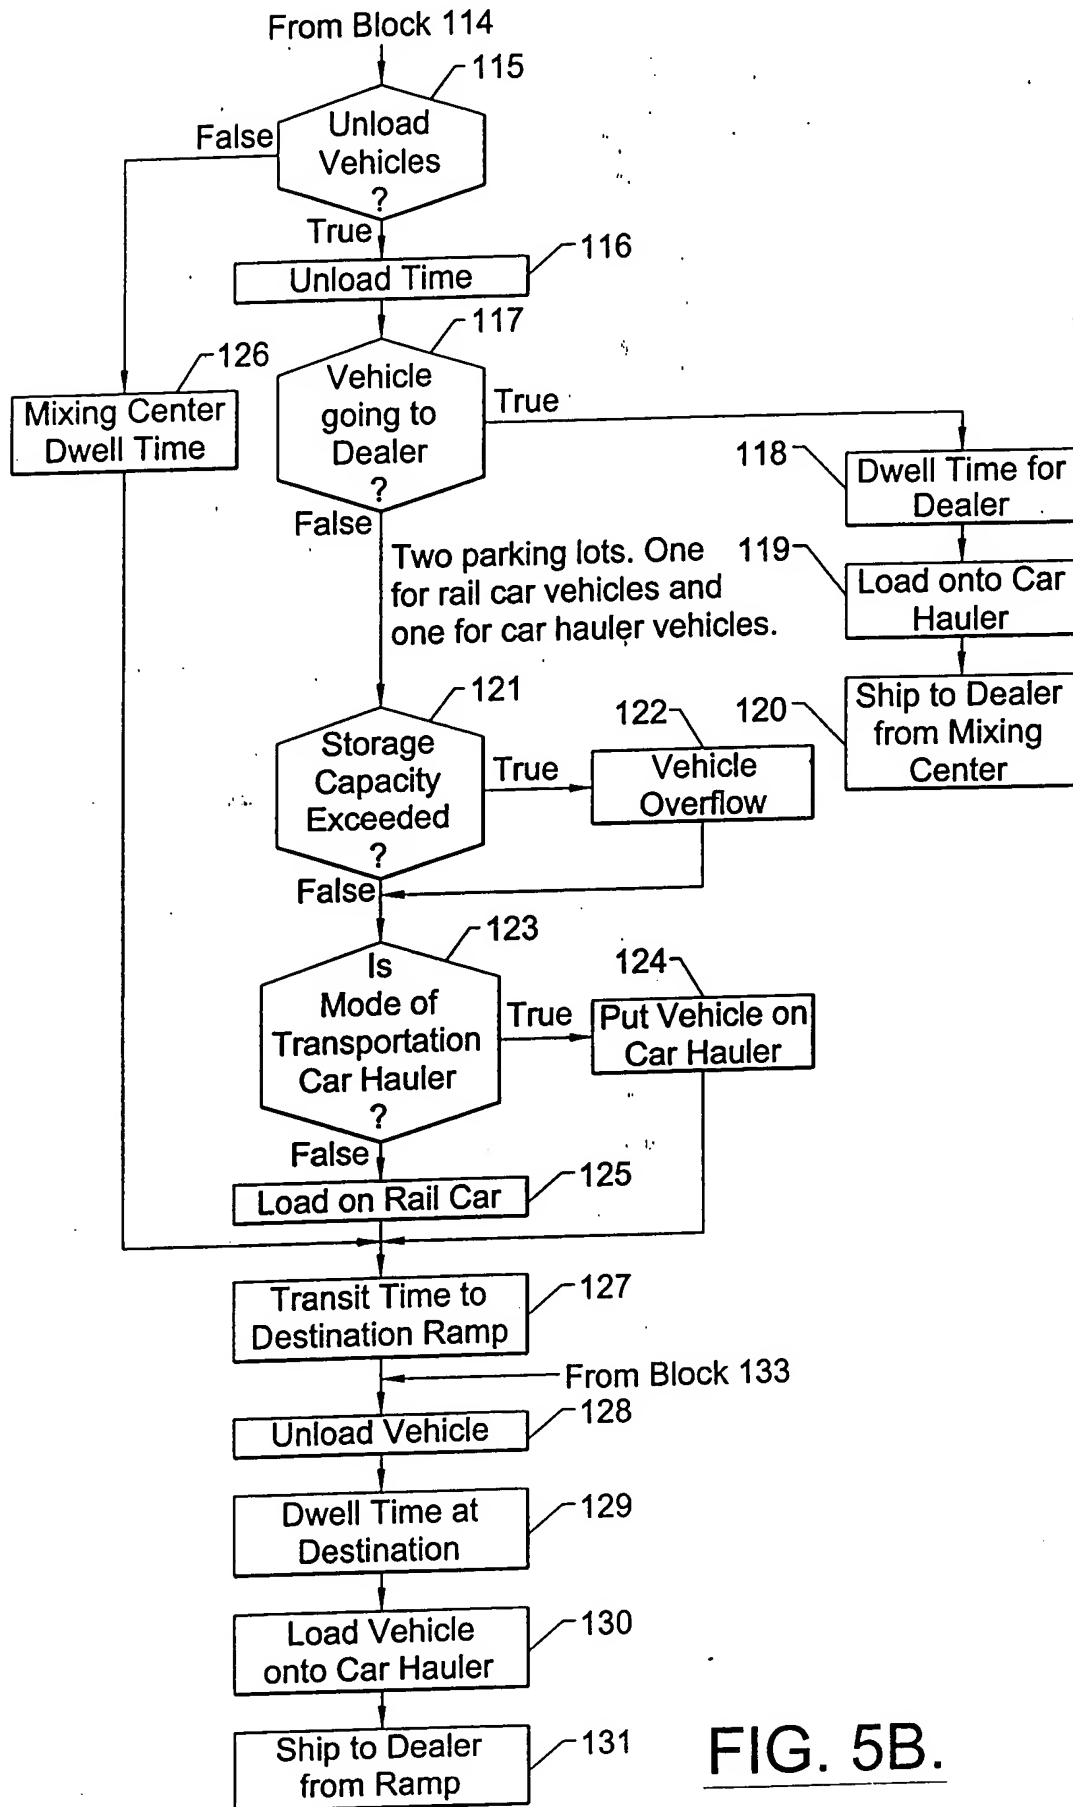 From Block 114
115
Unload
Vehicles
?
False
True
116
Unload Time
117
Vehicle
going to
Dealer
?
True
False
126
Mixing Center
Dwell Time
118
Dwell Time for
Dealer
Two parking lots. One
for rail car vehicles and
one for car hauler vehicles.
119
Load onto Car
Hauler
120
Ship to Dealer
from Mixing
Center
121
Storage
Capacity
Exceeded
?
True
False
122
Vehicle
Overflow
123
Is
Mode of
Transportation
Car Hauler
?
True
False
124
Put Vehicle on
Car Hauler
125
Load on Rail Car
Transit Time to
Destination Ramp
127
From Block 133
Unload Vehicle
128
Dwell Time at
Destination
129
Load Vehicle
onto Car Hauler
130
Ship to Dealer
from Ramp
131
FIG. 5B.